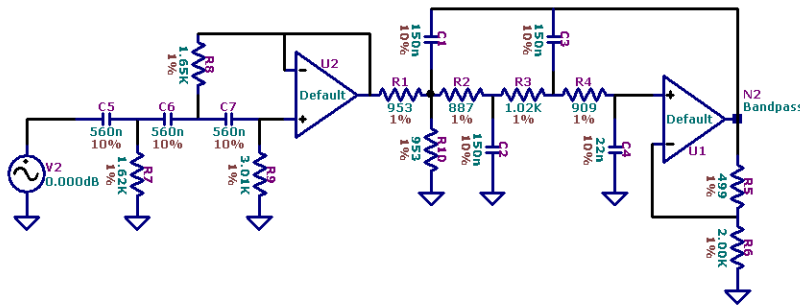 R8
1.65K
1%
U2
Default
C5
560n
10%
C6
560n
10%
C7
560n
10%
R7
1.62K
1%
R9
3.01K
1%
V2
0.000dB
R1
953
1%
C1
150n
10%
R10
953
1%
R2
887
1%
C2
150n
10%
C3
150n
10%
R3
1.02K
1%
R4
909
1%
C4
22n
10%
U1
Default
N2
Bandpass
R5
499
1%
R6
2.00K
1%